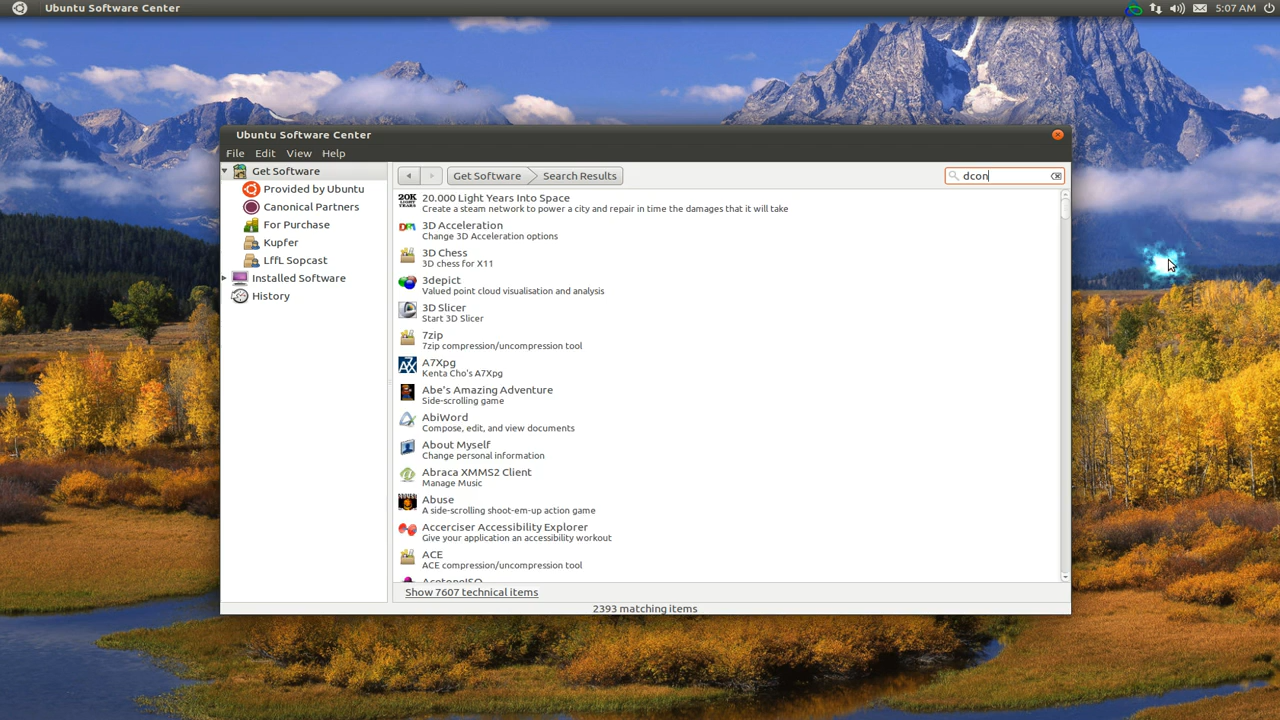 Ubuntu Software Center
5:07 AM
Ubuntu Software Center
File Edit View Help
Get Software
Provided by Ubuntu
Canonical Partners
For Purchase
Kupfer
LffL Sopcast
Installed Software
History
Get Software
Search Results
dcon
20K
20.000 Light Years Into Space
Create a steam network to power a city and repair in time the damages that it will take
3D Acceleration
Change 3D Acceleration options
3D Chess
3D chess for X11
3depict
Valued point cloud visualisation and analysis
3D Slicer
Start 3D Slicer
7zip
7zip compression/uncompression tool
A7Xpg
Kenta Cho's A7Xpg
Abe's Amazing Adventure
Side-scrolling game
AbiWord
Compose, edit, and view documents
About Myself
Change personal information
Abraca XMMS2 Client
Manage Music
Abuse
A side-scrolling shoot-em-up action game
Accerciser Accessibility Explorer
Give your application an accessibility workout
ACE
ACE compression/uncompression tool
AcetoneISO
Show 7607 technical items
2393 matching items